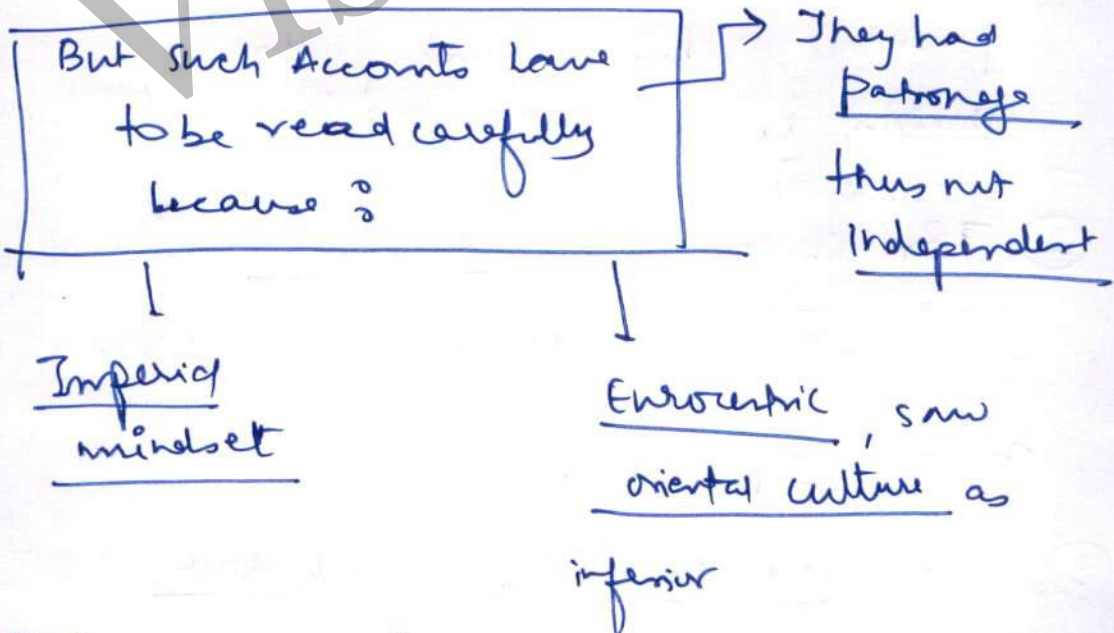 But such Accounts have
to be read carefully
because :
They had
patronage
thus not
Independent
Imperial
mindset
Eurocentric, saw
oriental culture as
inferior